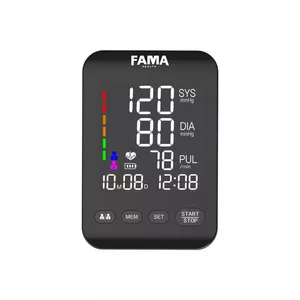 FAMA
HEALTH
120 SYS
mmHg
80 DIA
mmHg
78 PUL
/min
10M08D 12:08
MEM SET START
STOP